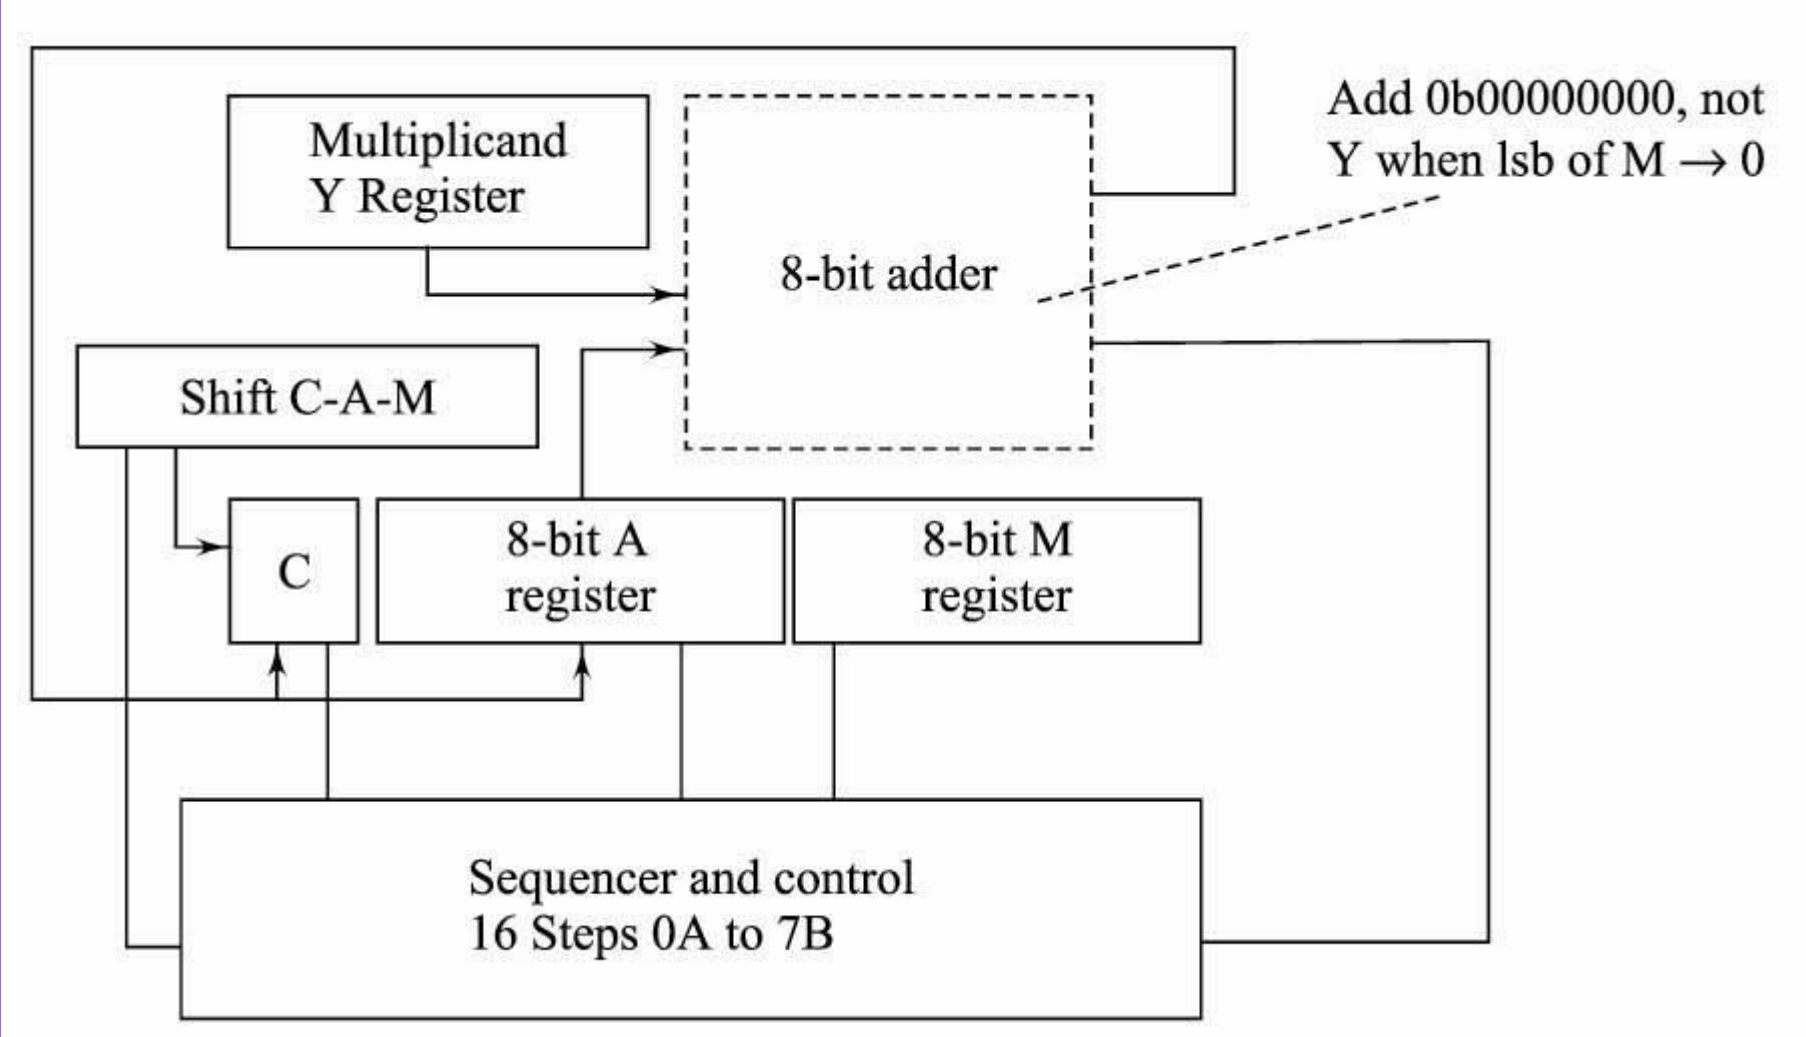 Multiplicand
Y Register
8-bit adder
Add 0b00000000, not
Y when lsb of M → 0
Shift C-A-M
C
8-bit A
register
8-bit M
register
Sequencer and control
16 Steps 0A to 7B